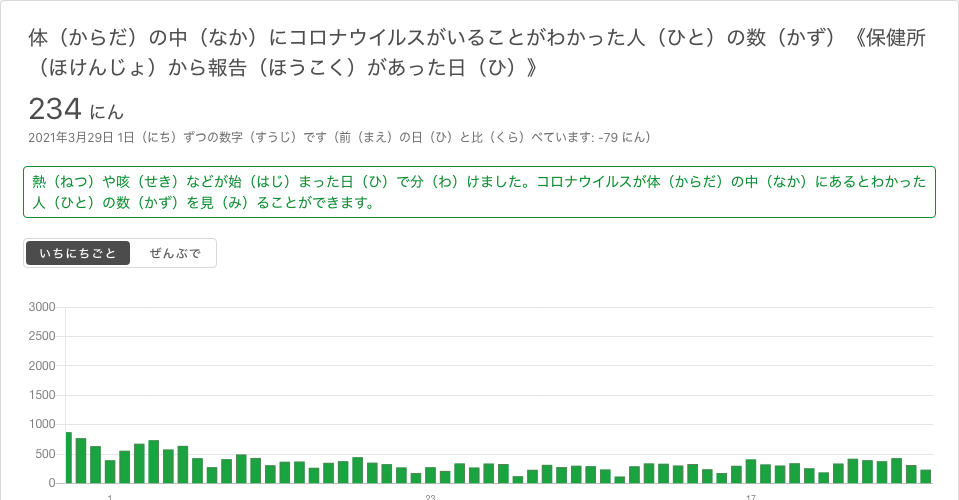 体（からだ）の中（なか）にコロナウイルスがいることがわかった人（ひと）の数（かず）《保健所
（ほけんじょ）から報告（ほうこく）があった日（ひ）》
234 にん
2021年3月29日 1日（にち）ずつの数字（すうじ）です（前（まえ）の日（ひ）と比（くら）べています: -79 にん）
熱（ねつ）や咳（せき）などが始（はじ）まった日（ひ）で分（わ）けました。コロナウイルスが体（からだ）の中（なか）にあるとわかった
人（ひと）の数（かず）を見（み）ることができます。
いちにちごと ぜんぶで
3000
2500
2000
1500
1000
500
0
1 23 17